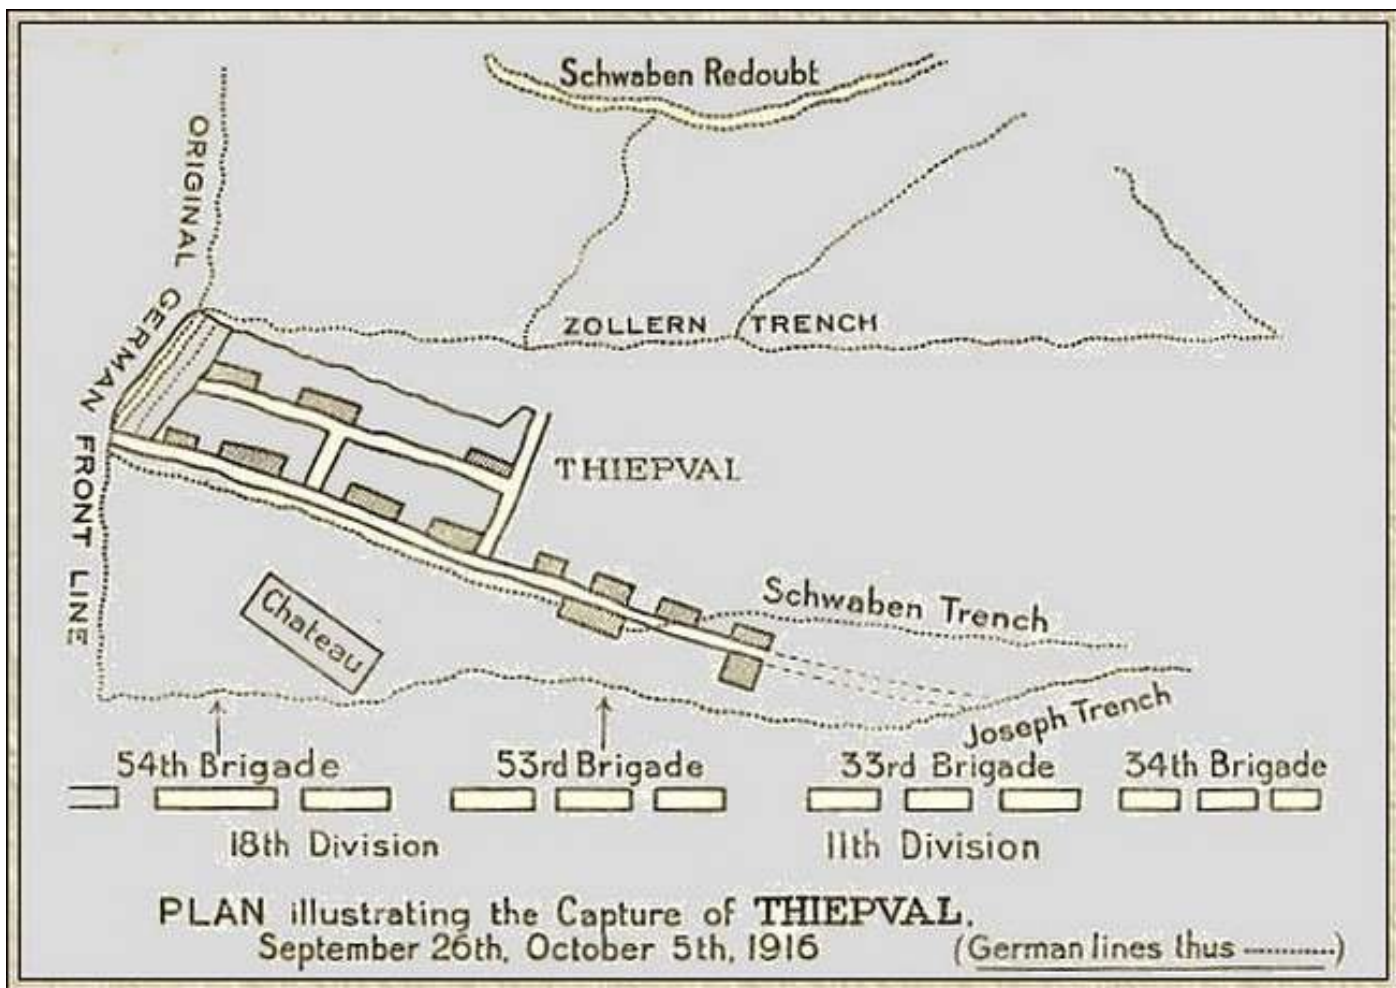 Schwaben Redoubt
ORIGINAL GERMAN FRONT LINE
ZOLLERN TRENCH
THIEPVAL
Chateau
Schwaben Trench
Joseph Trench
54th Brigade 53rd Brigade 33rd Brigade 34th Brigade
18th Division 11th Division
PLAN illustrating the Capture of THIEPVAL.
September 26th, October 5th, 1916 (German lines thus ............)